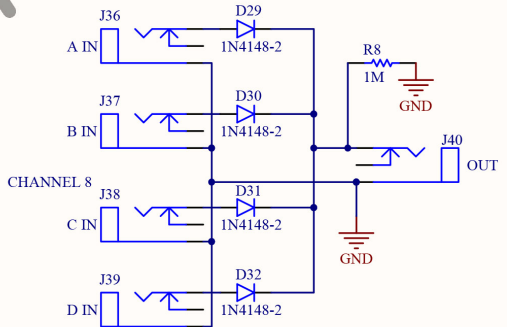 J36
D29
A IN
1N4148-2
R8
1M
GND
J37
D30
B IN
1N4148-2
J40
OUT
CHANNEL 8
J38
D31
C IN
1N4148-2
GND
J39
D32
D IN
1N4148-2